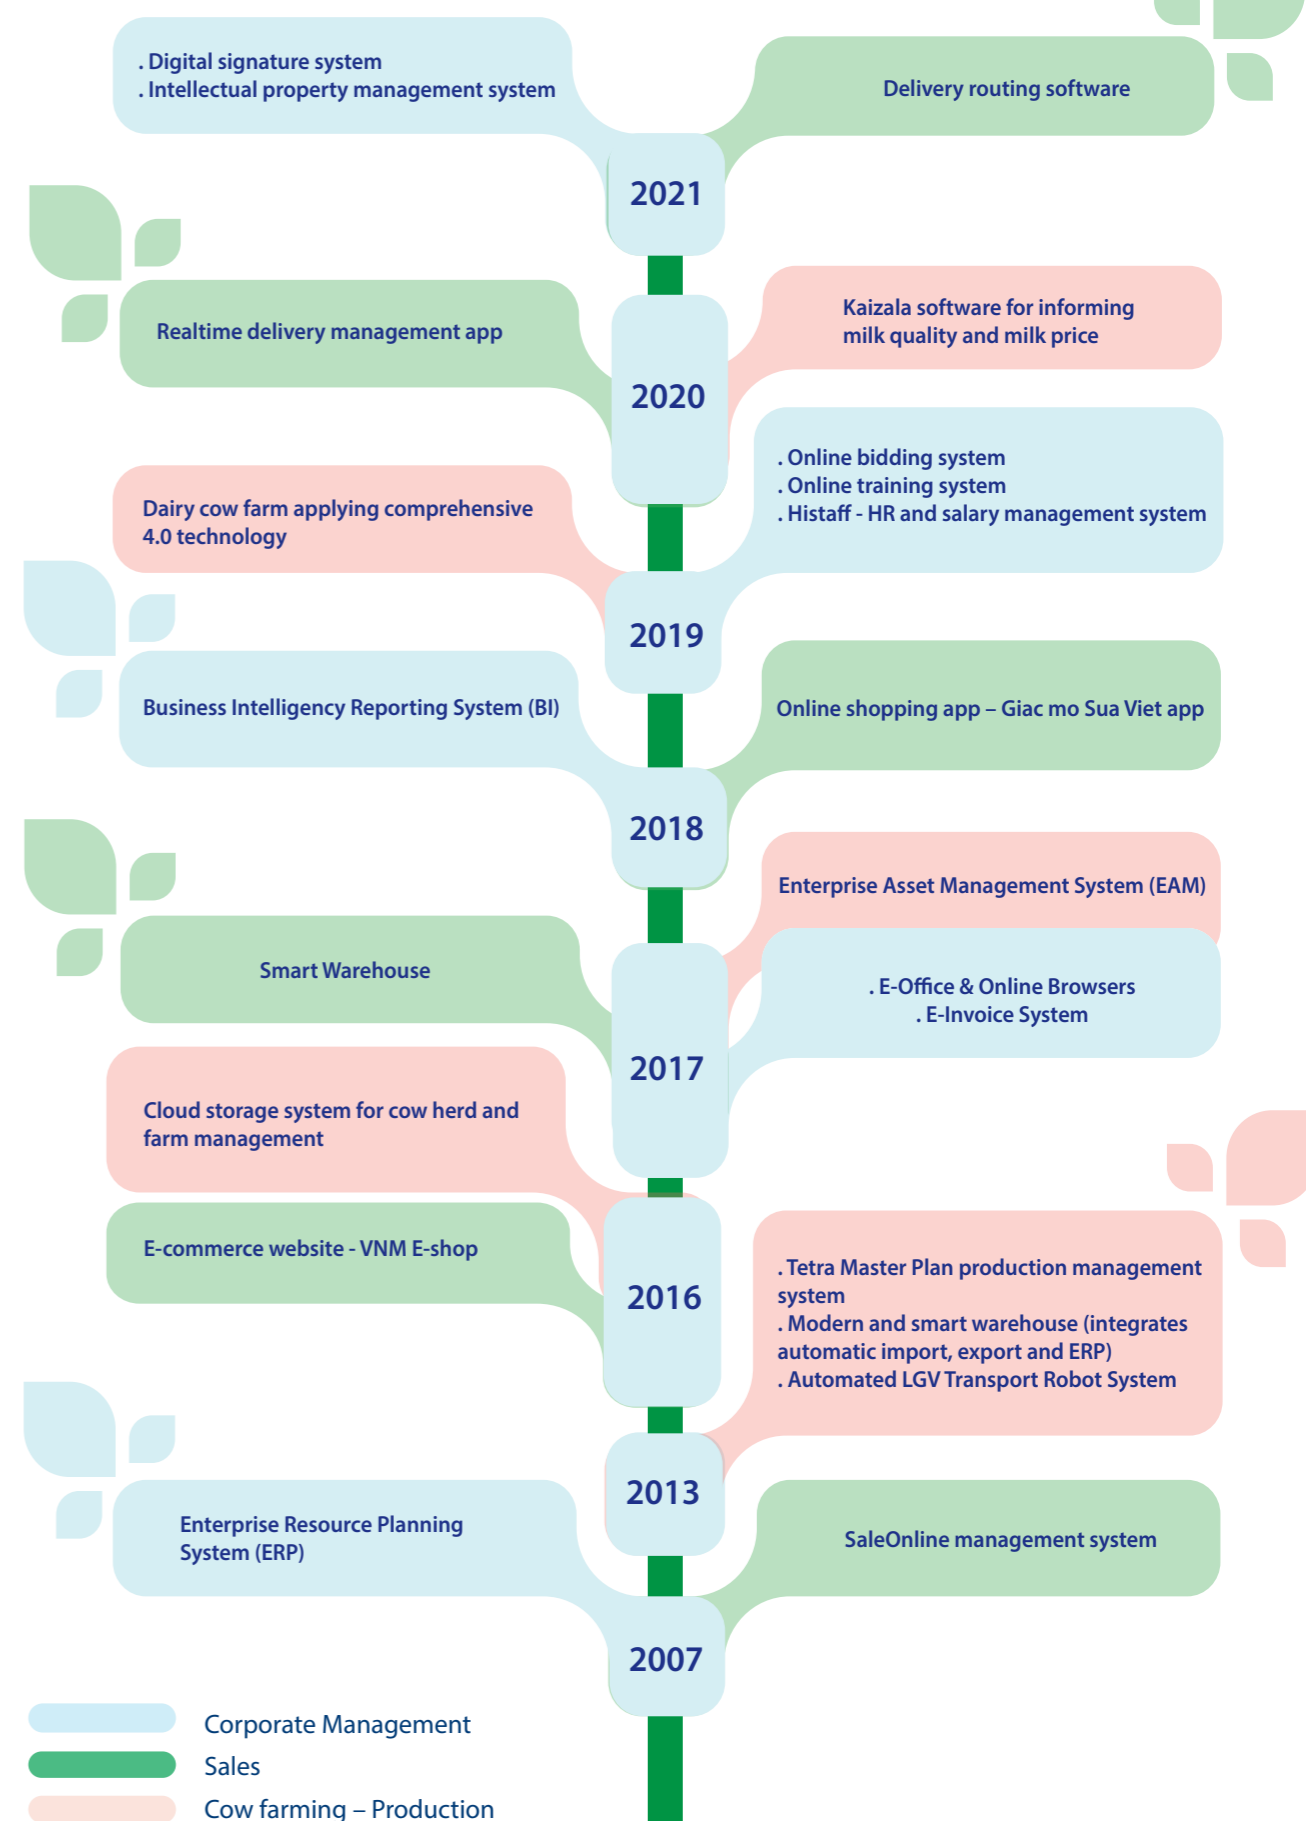 . Digital signature system
. Intellectual property management system
Delivery routing software
2021
Realtime delivery management app
Kaizala software for informing
milk quality and milk price
2020
Dairy cow farm applying comprehensive
4.0 technology
. Online bidding system
. Online training system
. Histaff - HR and salary management system
2019
Business Intelligency Reporting System (BI)
Online shopping app – Giac mo Sua Viet app
2018
Enterprise Asset Management System (EAM)
Smart Warehouse
. E-Office & Online Browsers
. E-Invoice System
2017
Cloud storage system for cow herd and
farm management
E-commerce website - VNM E-shop
2016
. Tetra Master Plan production management
system
. Modern and smart warehouse (integrates
automatic import, export and ERP)
. Automated LGV Transport Robot System
2013
Enterprise Resource Planning
System (ERP)
SaleOnline management system
2007
Corporate Management
Sales
Cow farming – Production